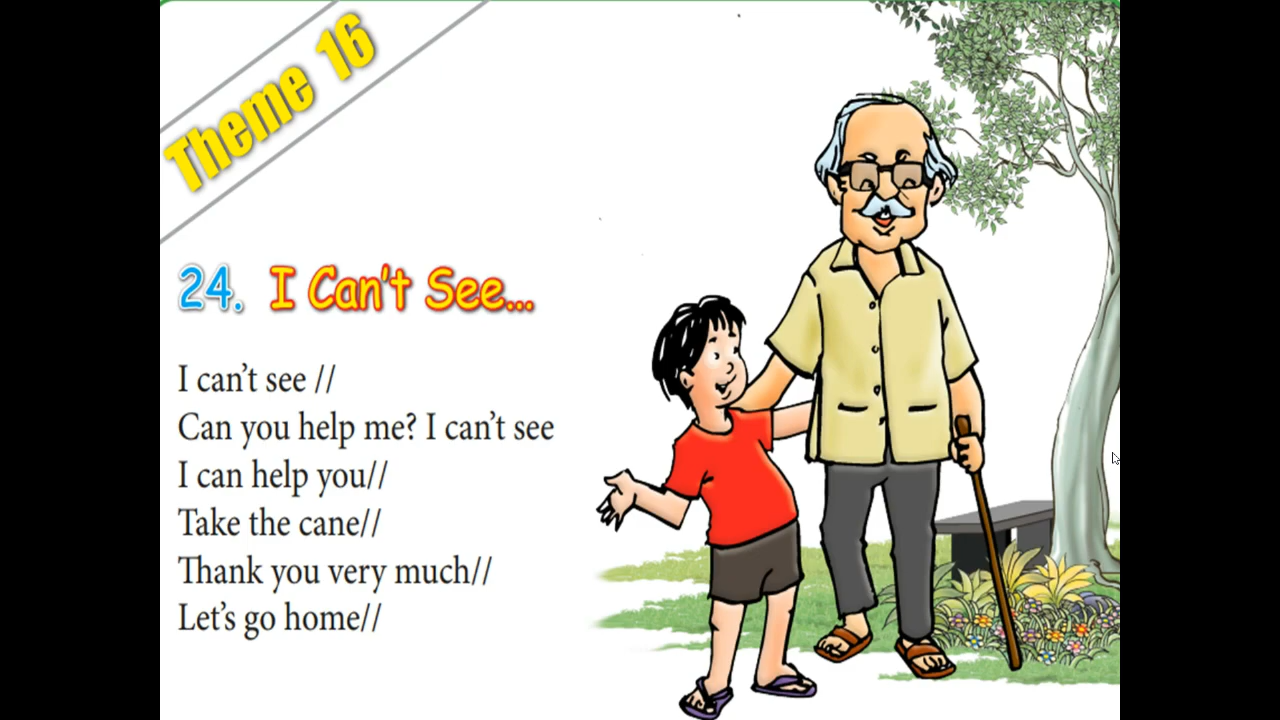 Theme 16
24. I Can't See...
I can't see //
Can you help me? I can't see
I can help you//
Take the cane//
Thank you very much//
Let's go home//